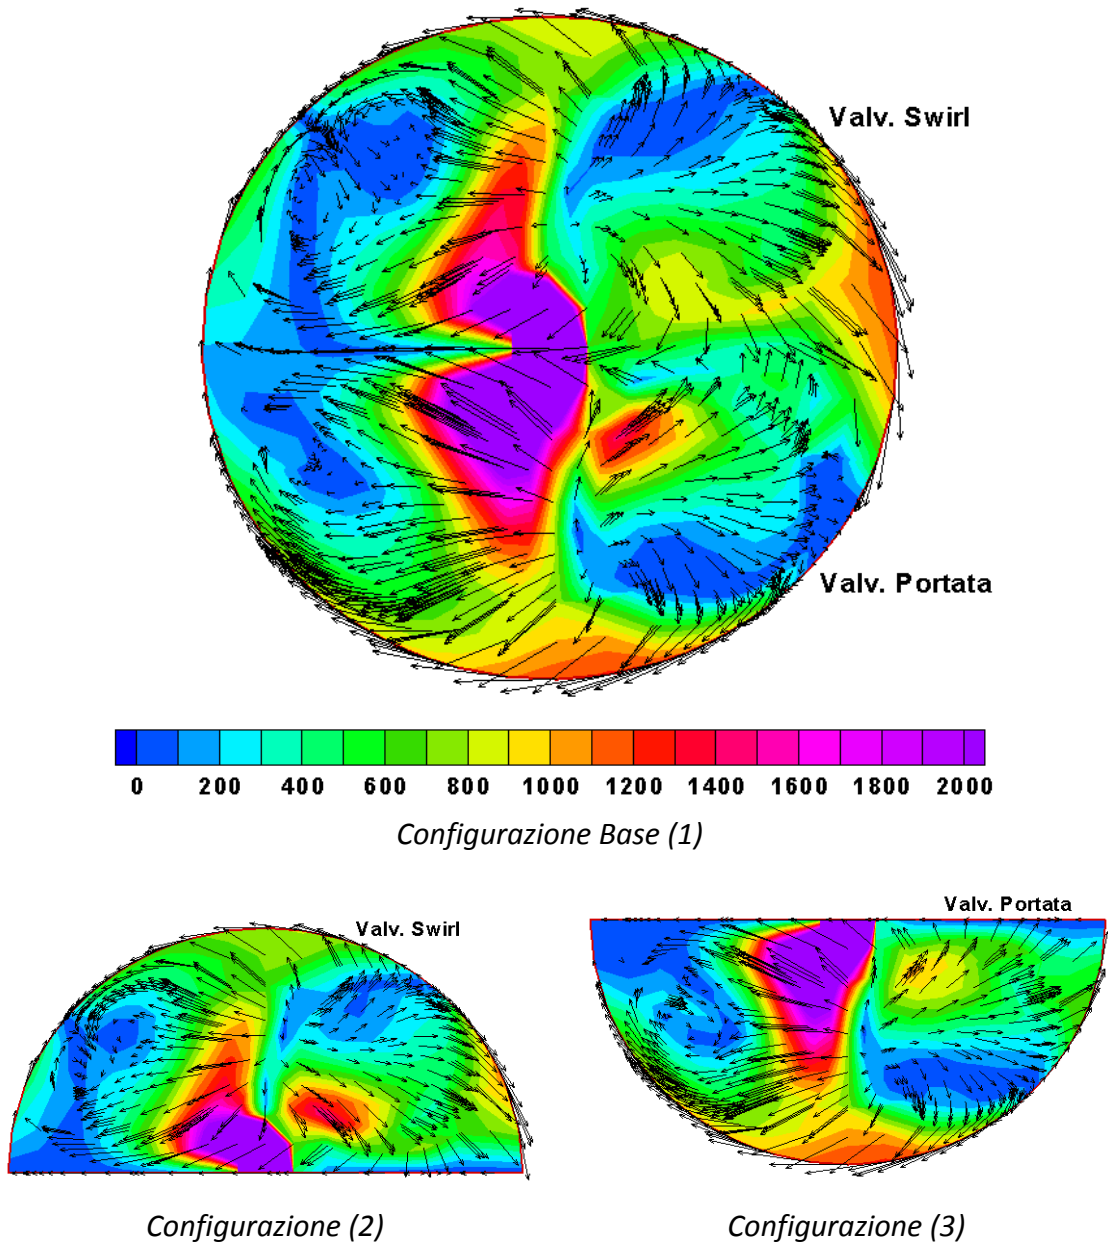 Valv. Swirl
Valv. Portata
0 200 400 600 800 1000 1200 1400 1600 1800 2000
Configurazione Base (1)
Valv. Swirl
Valv. Portata
Configurazione (2)
Configurazione (3)